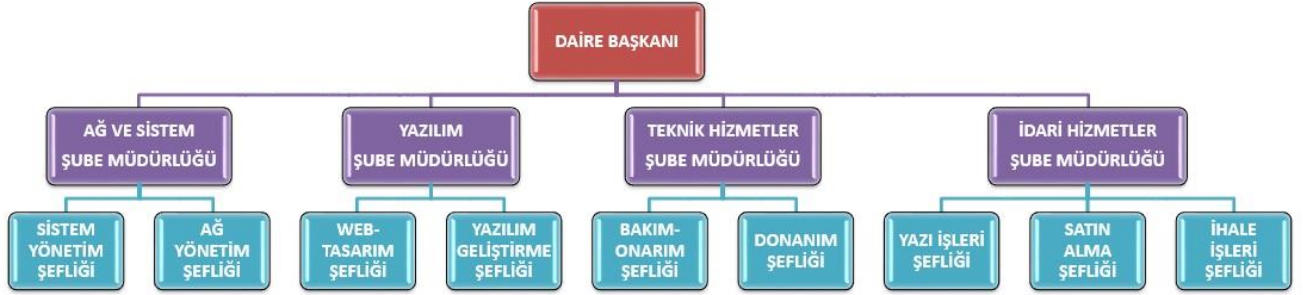 DAİRE BAŞKANI
AĞ VE SİSTEM
ŞUBE MÜDÜRLÜĞÜ
YAZILIM
ŞUBE MÜDÜRLÜĞÜ
TEKNİK HİZMETLER
ŞUBE MÜDÜRLÜĞÜ
İDARİ HİZMETLER
ŞUBE MÜDÜRLÜĞÜ
SİSTEM
YÖNETİM
ŞEFLİĞİ
AĞ
YÖNETİM
ŞEFLİĞİ
WEB-
TASARIM
ŞEFLİĞİ
YAZILIM
GELİŞTİRME
ŞEFLİĞİ
BAKIM-
ONARIM
ŞEFLİĞİ
DONANIM
ŞEFLİĞİ
YAZI İŞLERİ
ŞEFLİĞİ
SATIN
ALMA
ŞEFLİĞİ
İHALE
İŞLERİ
ŞEFLİĞİ